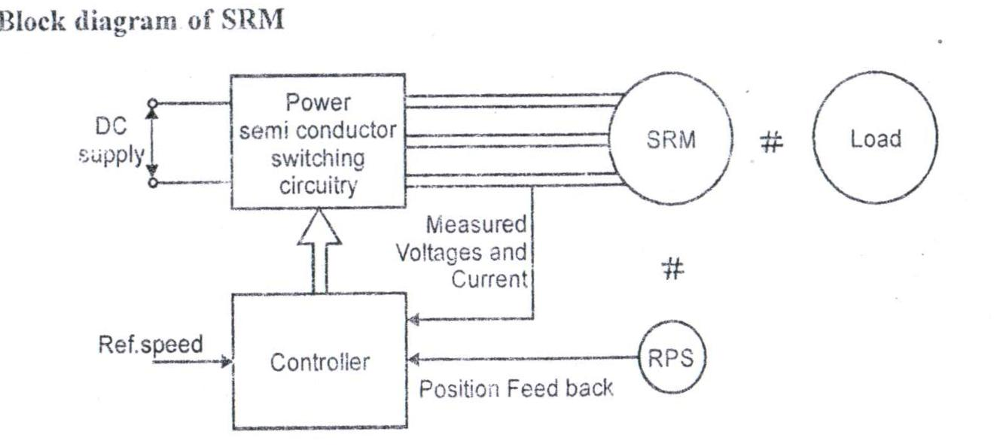 Block diagram of SRM
DC
supply
Power
semi conductor
switching
circuitry
SRM
#
Load
Measured
Voltages and
Current
#
Ref.speed
Controller
RPS
Position Feed back